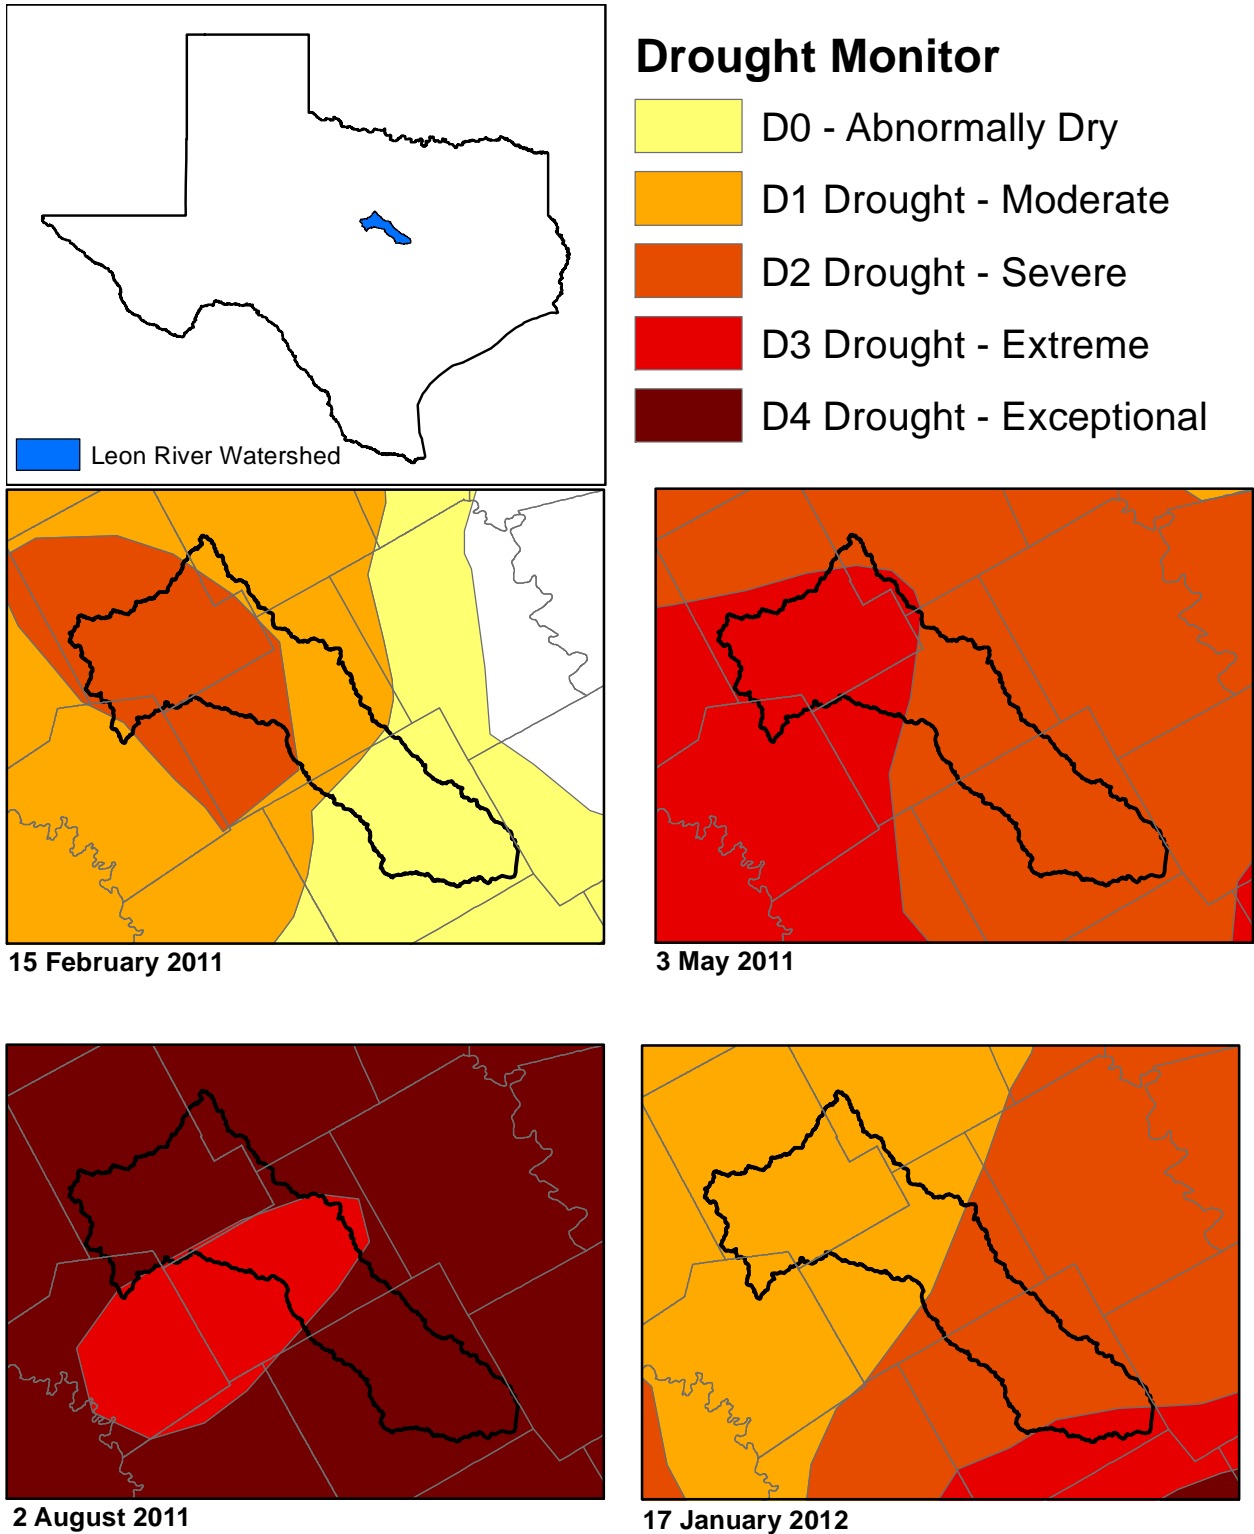 Drought Monitor
D0 - Abnormally Dry
D1 Drought - Moderate
D2 Drought - Severe
D3 Drought - Extreme
D4 Drought - Exceptional
Leon River Watershed
15 February 2011
3 May 2011
2 August 2011
17 January 2012